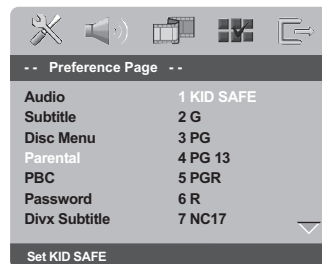 -- Preference Page --
Audio 1 KID SAFE
Subtitle 2 G
Disc Menu 3 PG
Parental 4 PG 13
PBC 5 PGR
Password 6 R
Divx Subtitle 7 NC17
Set KID SAFE